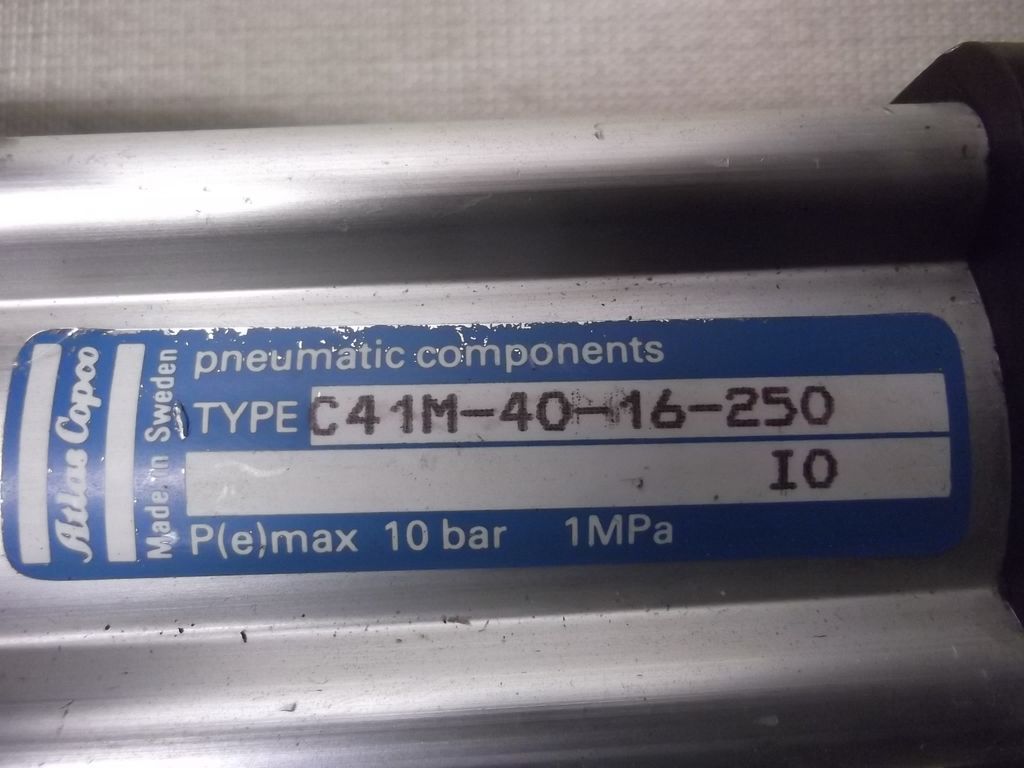 Atlas Copco
Made in Sweden
pneumatic components
TYPE C41M-40-16-250
IO
P(e)max 10 bar 1MPa